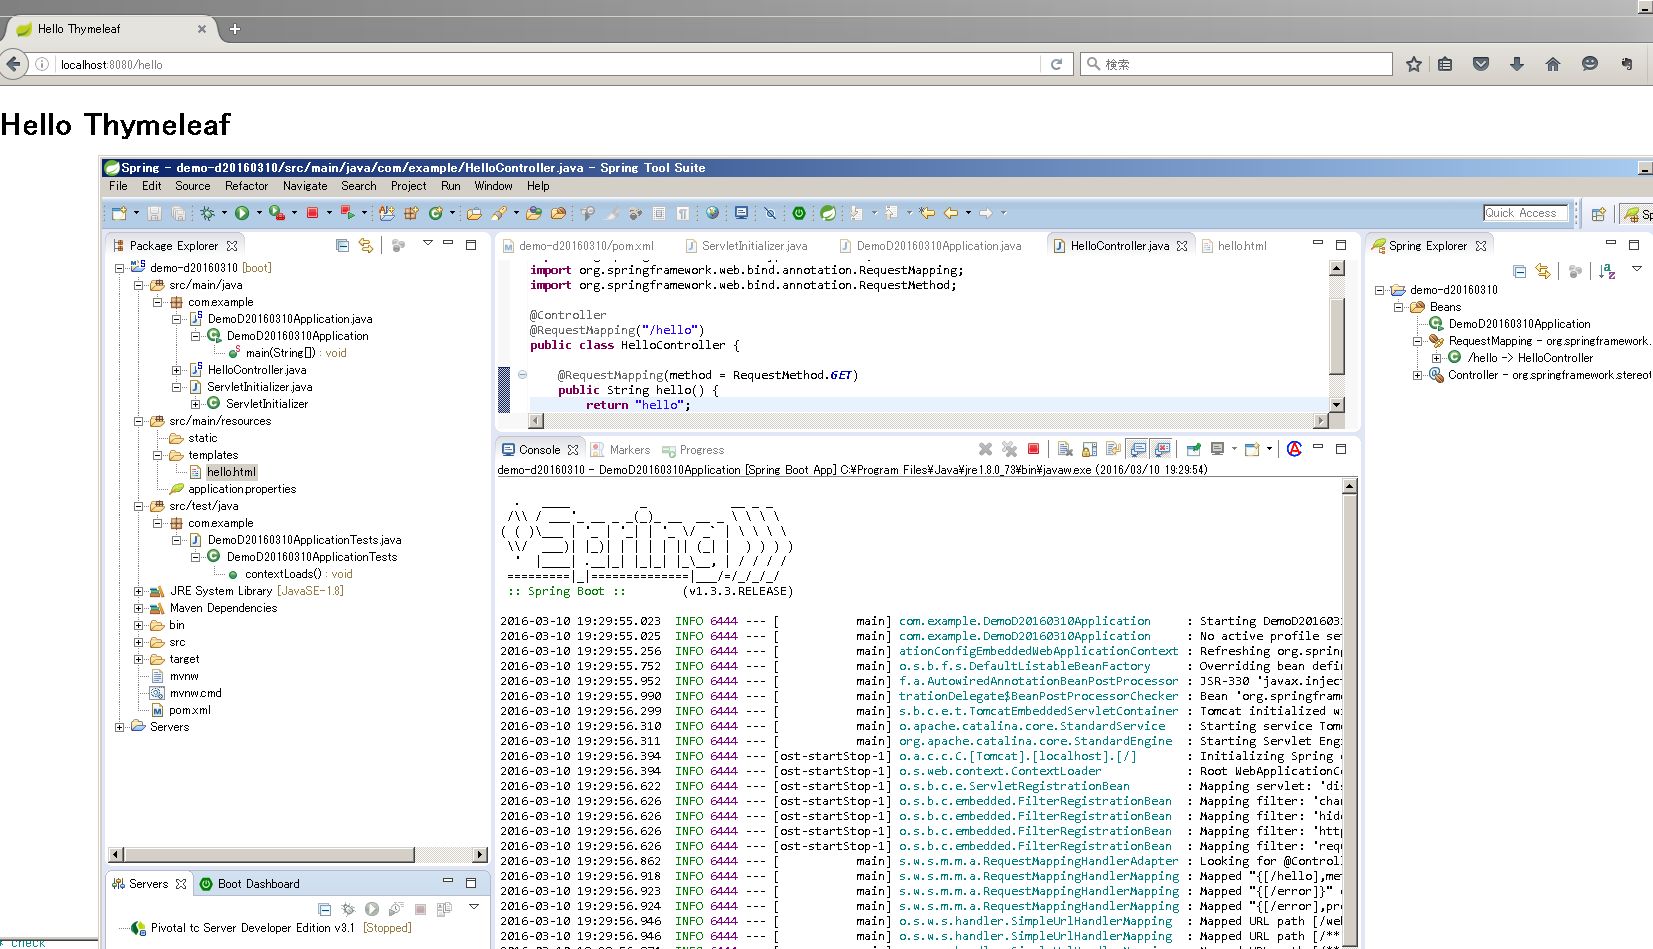 Hello Thymeleaf
localhost:8080/hello
検索
Hello Thymeleaf
Spring - demo-d20160310/src/main/java/com/example/HelloController.java - Spring Tool Suite
File Edit Source Refactor Navigate Search Project Run Window Help
Quick Access
Package Explorer
demo-d20160310 [boot]
src/main/java
com.example
DemoD20160310Application.java
DemoD20160310Application
main(String[]) : void
HelloController.java
ServletInitializer.java
ServletInitializer
src/main/resources
static
templates
hello.html
application.properties
src/test/java
com.example
DemoD20160310ApplicationTests.java
DemoD20160310ApplicationTests
contextLoads() : void
JRE System Library [JavaSE-1.8]
Maven Dependencies
bin
src
target
mvnw
mvnw.cmd
pom.xml
Servers
Servers Boot Dashboard
Pivotal tc Server Developer Edition v3.1 [Stopped]
* check
demo-d20160310/pom.xml ServletInitializer.java DemoD20160310Application.java HelloController.java hello.html
import org.springframework.web.bind.annotation.RequestMapping;
import org.springframework.web.bind.annotation.RequestMethod;
@Controller
@RequestMapping("/hello")
public class HelloController {
@RequestMapping(method = RequestMethod.GET)
public String hello() {
return "hello";
Console Markers Progress
demo-d20160310 - DemoD20160310Application [Spring Boot App] C:¥Program Files¥Java¥jre1.8.0_73¥bin¥javaw.exe (2016/03/10 19:29:54)
:: Spring Boot :: (v1.3.3.RELEASE)
2016-03-10 19:29:55.023 INFO 6444 --- [ main] com.example.DemoD20160310Application : Starting DemoD201603
2016-03-10 19:29:55.025 INFO 6444 --- [ main] com.example.DemoD20160310Application : No active profile se
2016-03-10 19:29:55.256 INFO 6444 --- [ main] ationConfigEmbeddedWebApplicationContext : Refreshing org.spring
2016-03-10 19:29:55.752 INFO 6444 --- [ main] o.s.b.f.s.DefaultListableBeanFactory : Overriding bean defin
2016-03-10 19:29:55.952 INFO 6444 --- [ main] f.a.AutowiredAnnotationBeanPostProcessor : JSR-330 'javax.inject
2016-03-10 19:29:55.990 INFO 6444 --- [ main] trationDelegate$BeanPostProcessorChecker : Bean 'org.springfram
2016-03-10 19:29:56.299 INFO 6444 --- [ main] s.b.c.e.t.TomcatEmbeddedServletContainer : Tomcat initialized w
2016-03-10 19:29:56.310 INFO 6444 --- [ main] o.apache.catalina.core.StandardService : Starting service Tom
2016-03-10 19:29:56.311 INFO 6444 --- [ main] org.apache.catalina.core.StandardEngine : Starting Servlet Eng
2016-03-10 19:29:56.394 INFO 6444 --- [ost-startStop-1] o.a.c.c.C.[Tomcat].[localhost].[/] : Initializing Spring
2016-03-10 19:29:56.394 INFO 6444 --- [ost-startStop-1] o.s.web.context.ContextLoader : Root WebApplicationC
2016-03-10 19:29:56.622 INFO 6444 --- [ost-startStop-1] o.s.b.c.e.ServletRegistrationBean : Mapping servlet: 'dis
2016-03-10 19:29:56.626 INFO 6444 --- [ost-startStop-1] o.s.b.c.embedded.FilterRegistrationBean : Mapping filter: 'cha
2016-03-10 19:29:56.626 INFO 6444 --- [ost-startStop-1] o.s.b.c.embedded.FilterRegistrationBean : Mapping filter: 'hid
2016-03-10 19:29:56.626 INFO 6444 --- [ost-startStop-1] o.s.b.c.embedded.FilterRegistrationBean : Mapping filter: 'htt
2016-03-10 19:29:56.626 INFO 6444 --- [ost-startStop-1] o.s.b.c.embedded.FilterRegistrationBean : Mapping filter: 'req
2016-03-10 19:29:56.862 INFO 6444 --- [ main] s.w.s.m.m.a.RequestMappingHandlerAdapter : Looking for @Control
2016-03-10 19:29:56.918 INFO 6444 --- [ main] s.w.s.m.m.a.RequestMappingHandlerMapping : Mapped "{[/hello],me
2016-03-10 19:29:56.923 INFO 6444 --- [ main] s.w.s.m.m.a.RequestMappingHandlerMapping : Mapped "{[/error]}"
2016-03-10 19:29:56.924 INFO 6444 --- [ main] s.w.s.m.m.a.RequestMappingHandlerMapping : Mapped "{[/error],pr
2016-03-10 19:29:56.946 INFO 6444 --- [ main] o.s.w.s.handler.SimpleUrlHandlerMapping : Mapped URL path [/we
2016-03-10 19:29:56.946 INFO 6444 --- [ main] o.s.w.s.handler.SimpleUrlHandlerMapping : Mapped URL path [/**
Spring Explorer
demo-d20160310
Beans
DemoD20160310Application
RequestMapping - org.springframework.
/hello -> HelloController
Controller - org.springframework.stereot